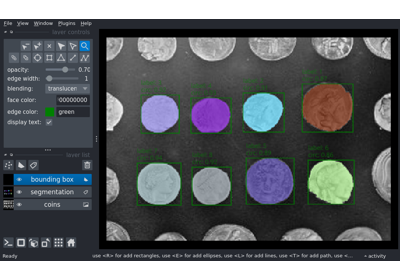 File View Window Plugins Help
layer controls
opacity: 0.70
edge width: 1
blending: translucen
face color: 00000000
edge color: green
display text: ✓
layer list
bounding box
segmentation
coins
Ready
use <R> for add rectangles, use <E> for add ellipses, use <L> for add lines, use <T> for add path, use <...
activity